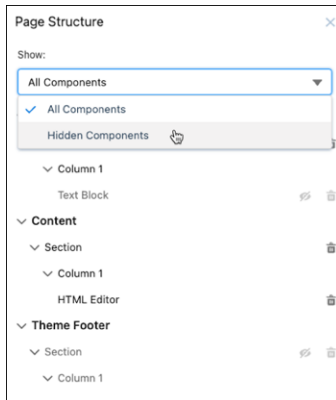 Page Structure
Show:
All Components
All Components
Hidden Components
Column 1
Text Block
Content
Section
Column 1
HTML Editor
Theme Footer
Section
Column 1